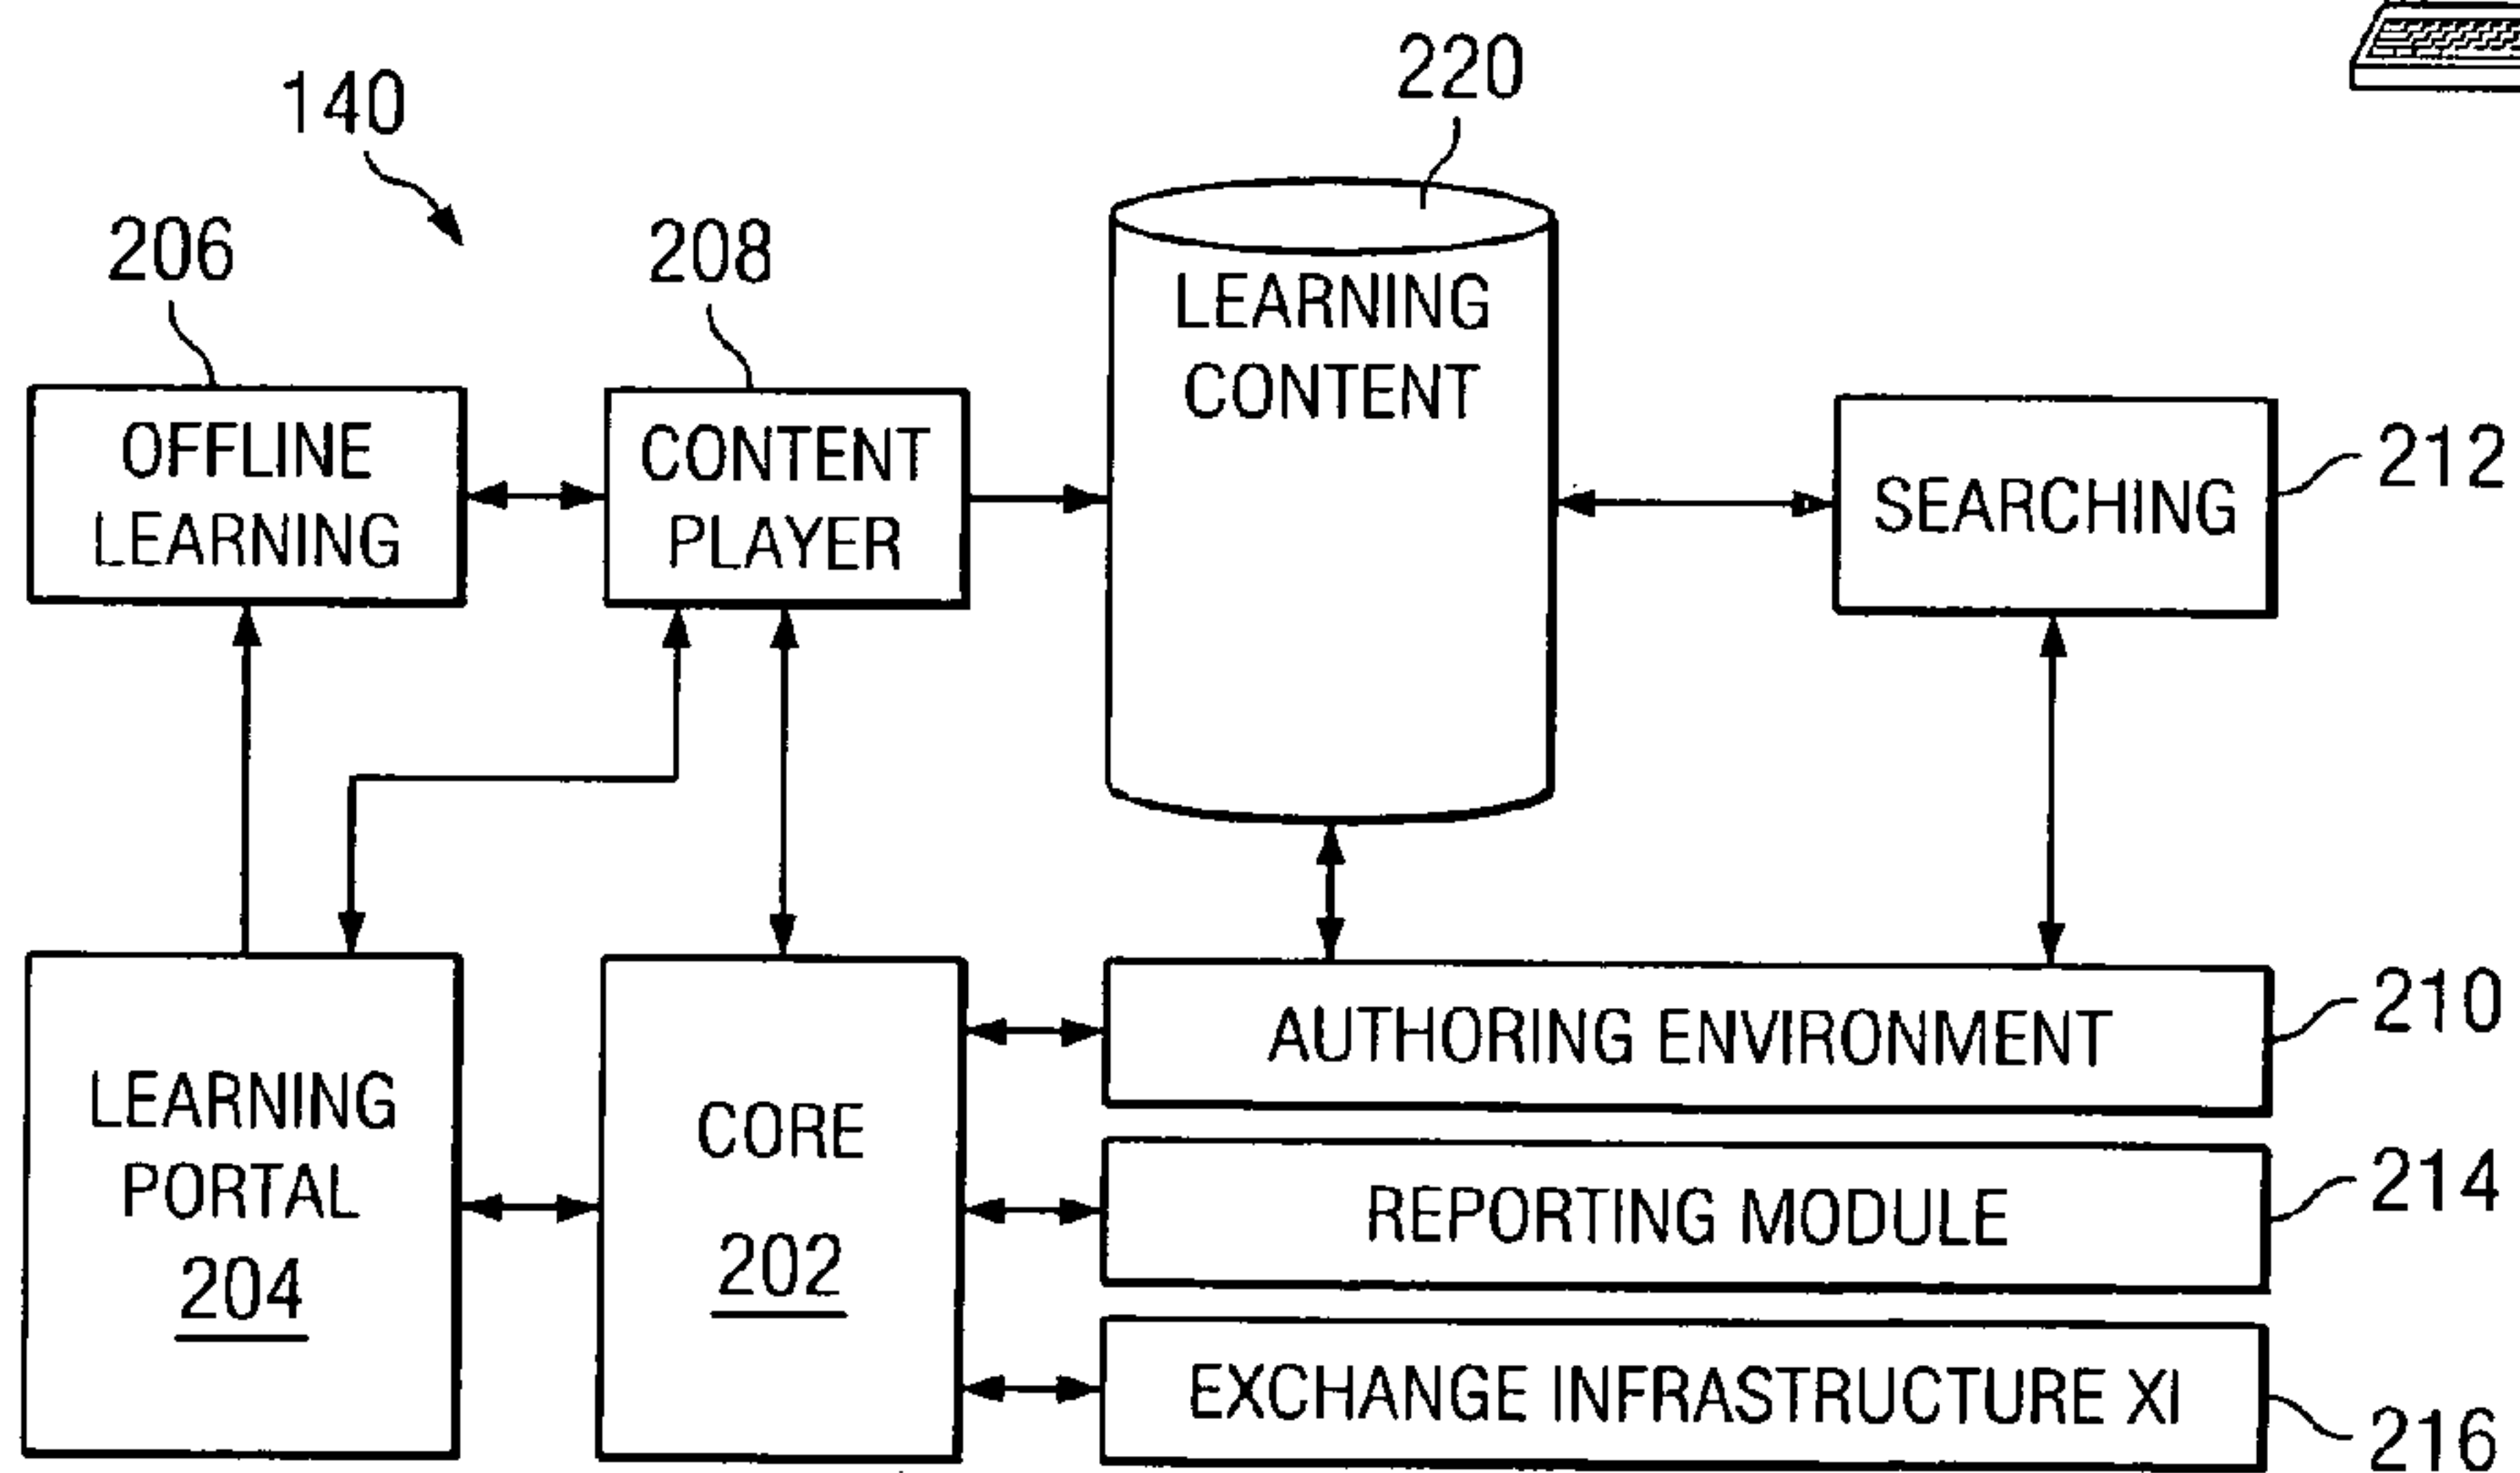 220
140
206
208
LEARNING
CONTENT
OFFLINE
LEARNING
CONTENT
PLAYER
SEARCHING
212
LEARNING
PORTAL
204
CORE
202
AUTHORING ENVIRONMENT
210
REPORTING MODULE
214
EXCHANGE INFRASTRUCTURE XI
216